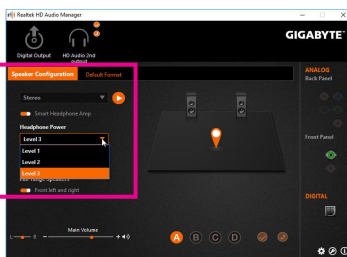 Realtek HD Audio Manager
GIGABYTE™
Digital Output
HD Audio 2nd output
Speaker Configuration
Default Format
ANALOG
Back Panel
Stereo
Smart Headphone Amp
Headphone Power
Level 3
Level 1
Level 2
Level 3
Front left and right
Front Panel
DIGITAL
Main Volume
L
R
A B C D